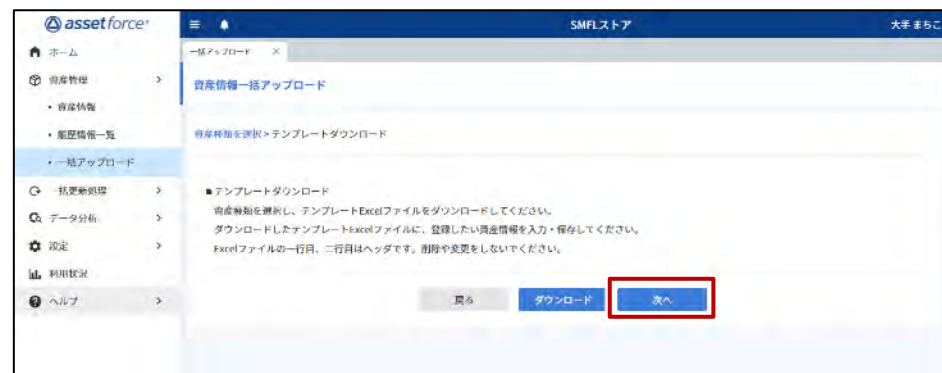 assetforce+
SMFLストア
大手 まちこ
ホーム
一括アップロード ×
資産管理
資産情報一括アップロード
・資産情報
・履歴情報一覧
資産種類を選択>テンプレートダウンロード
・一括アップロード
一括更新処理
■テンプレートダウンロード
資産種類を選択し、テンプレートExcelファイルをダウンロードしてください。
データ分析
ダウンロードしたテンプレートExcelファイルに、登録したい資産情報を入力・保存してください。
設定
Excelファイルの一行目、二行目はヘッダです。削除や変更をしないでください。
利用状況
ヘルプ
戻る ダウンロード 次へ